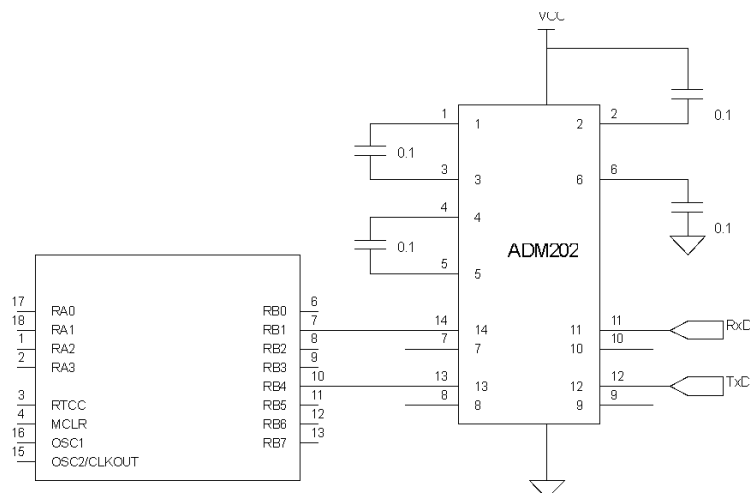 VCC
1
1
2
2
0.1
0.1
3
3
6
6
4
4
0.1
0.1
5
5
ADM202
17
RA0
RB0
6
18
RA1
RB1
7
14
14
11
11
RxD
1
RA2
RB2
8
7
7
10
10
2
RA3
RB3
9
RB4
10
13
13
12
12
TxD
3
RTCC
RB5
11
8
8
9
9
4
MCLR
RB6
12
16
OSC1
RB7
13
15
OSC2/CLKOUT